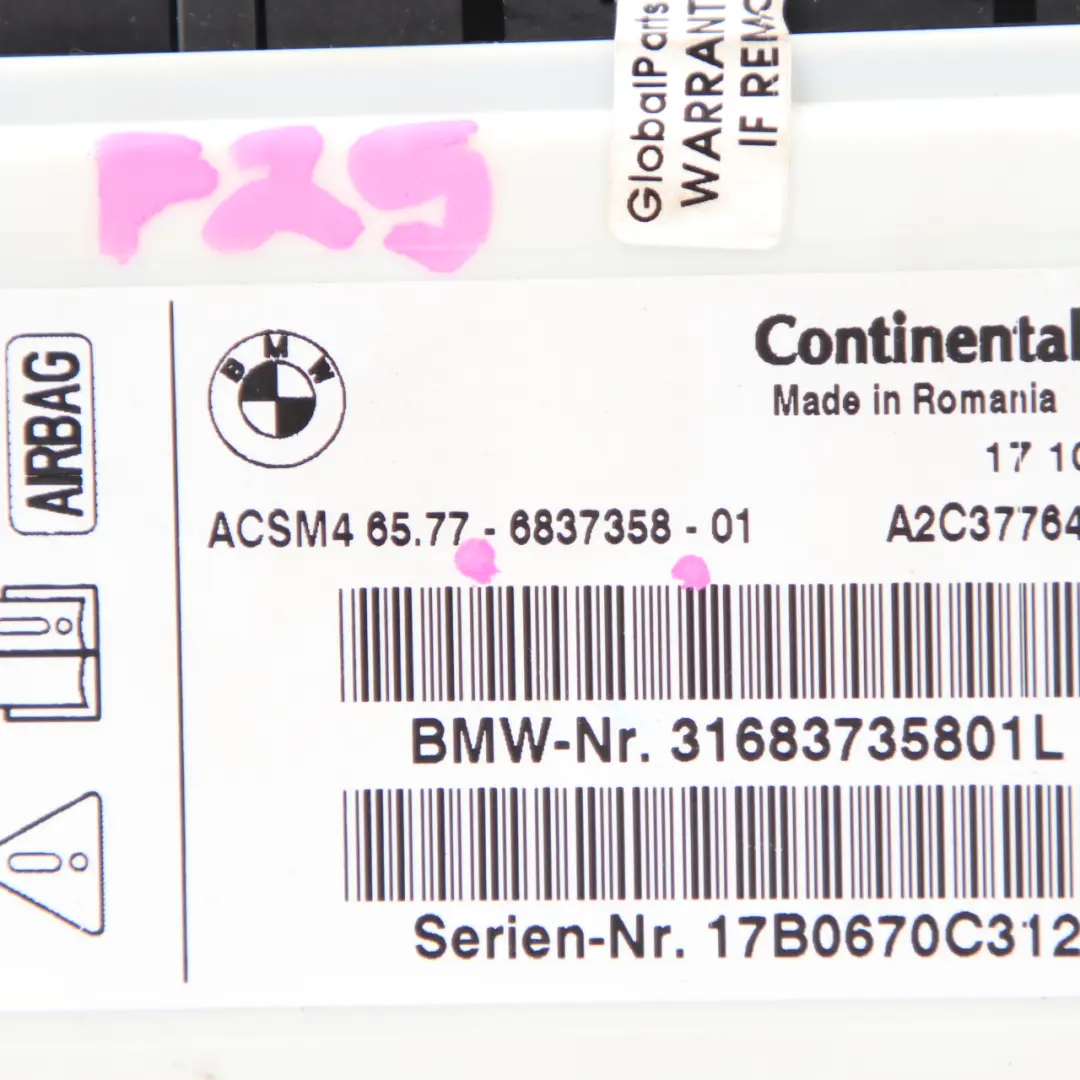 GlobalParts
WARRANT
IF REMO
P29
AIRBAG
BMW
Continental
Made in Romania
17 10
ACSM4 65.77 - 6837358 - 01
A2C37764
BMW-Nr. 31683735801L
Serien-Nr. 17B0670C312